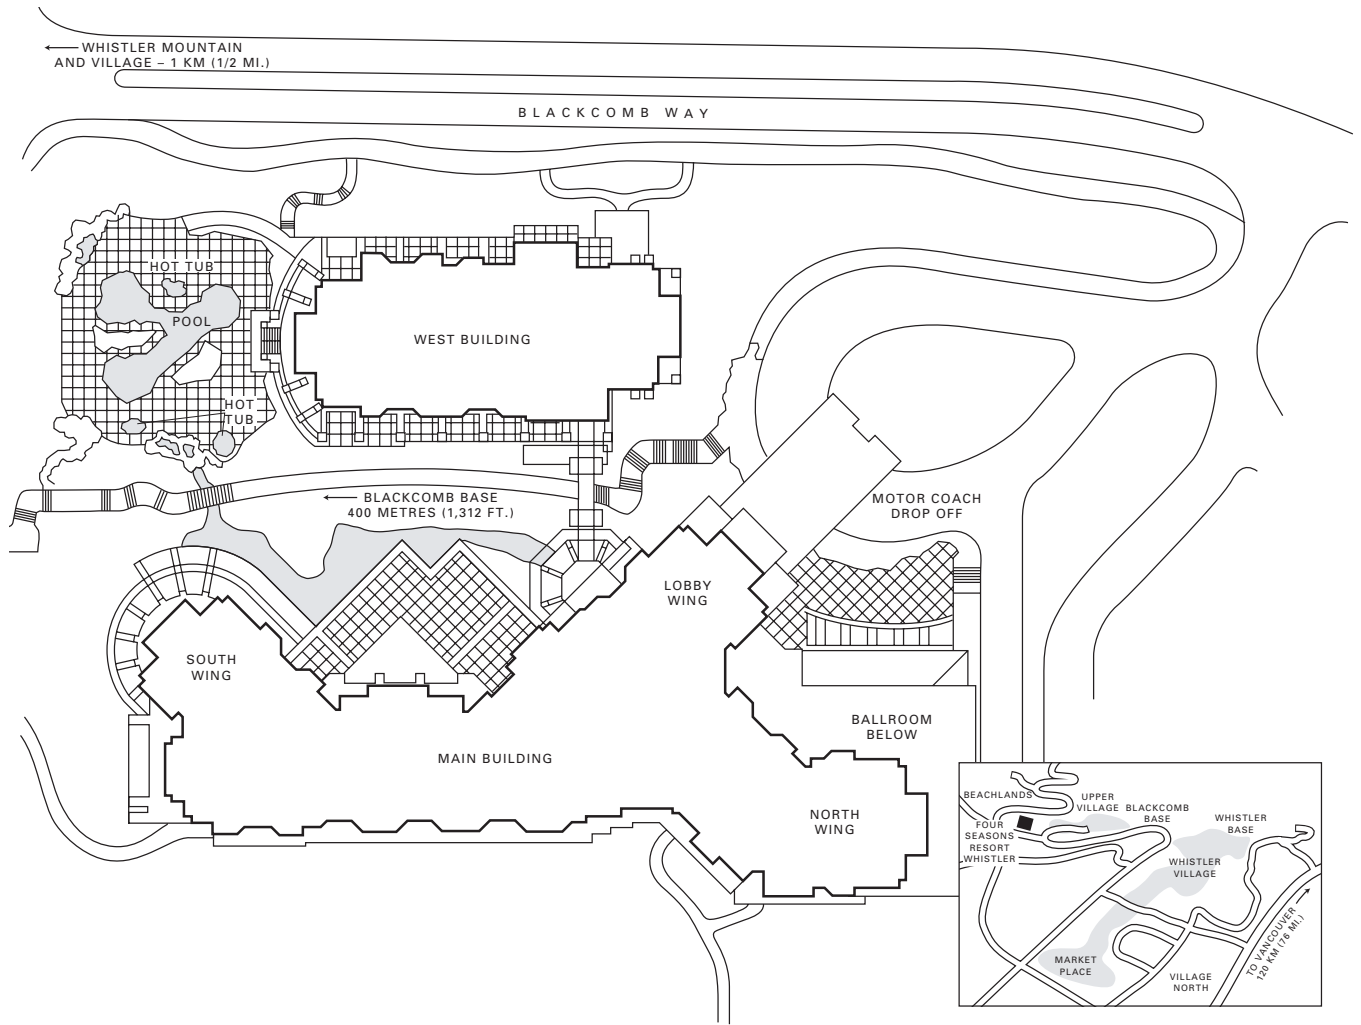 WHISTLER MOUNTAIN
AND VILLAGE – 1 KM (1/2 MI.)
BLACKCOMB WAY
HOT TUB
POOL
WEST BUILDING
HOT
TUB
BLACKCOMB BASE
400 METRES (1,312 FT.)
MOTOR COACH
DROP OFF
LOBBY
WING
SOUTH
WING
BALLROOM
BELOW
MAIN BUILDING
NORTH
WING
BEACHLANDS
UPPER
VILLAGE
BLACKCOMB
BASE
WHISTLER
BASE
FOUR
SEASONS
RESORT
WHISTLER
WHISTLER
VILLAGE
MARKET
PLACE
VILLAGE
NORTH
TO VANCOUVER
120 KM (76 MI.)